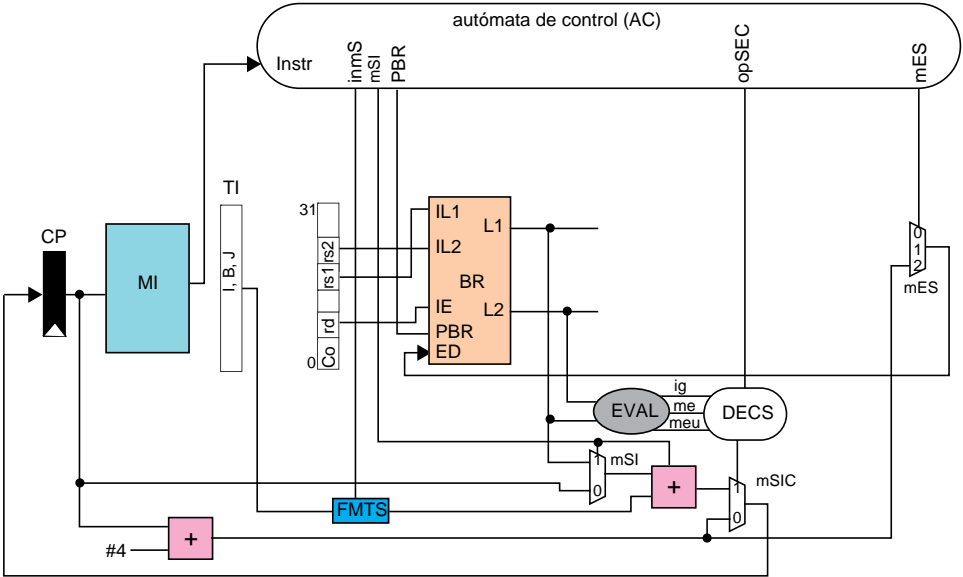 autómata de control (AC)
Instr
inmS
mSI
PBR
opSEC
mES
TI
I, B, J
31
rs2
rs1
rd
Co
0
IL1
IL2
L1
BR
IE
L2
PBR
ED
CP
MI
0
1
2
mES
EVAL
ig
me
meu
DECS
1
0
mSI
FMTS
+
1
0
mSIC
#4
+